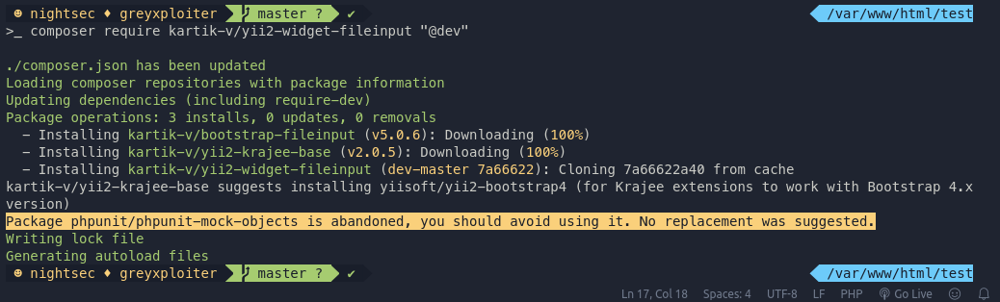 ☻ nightsec ♦ greyxploiter master ? ✔ /var/www/html/test
>_ composer require kartik-v/yii2-widget-fileinput "@dev"
./composer.json has been updated
Loading composer repositories with package information
Updating dependencies (including require-dev)
Package operations: 3 installs, 0 updates, 0 removals
– Installing kartik-v/bootstrap-fileinput (v5.0.6): Downloading (100%)
– Installing kartik-v/yii2-krajee-base (v2.0.5): Downloading (100%)
– Installing kartik-v/yii2-widget-fileinput (dev-master 7a66622): Cloning 7a66622a40 from cache
kartik-v/yii2-krajee-base suggests installing yiisoft/yii2-bootstrap4 (for Krajee extensions to work with Bootstrap 4.x
version)
Package phpunit/phpunit-mock-objects is abandoned, you should avoid using it. No replacement was suggested.
Writing lock file
Generating autoload files
☻ nightsec ♦ greyxploiter master ? ✔ /var/www/html/test
Ln 17, Col 18 Spaces: 4 UTF-8 LF PHP Go Live